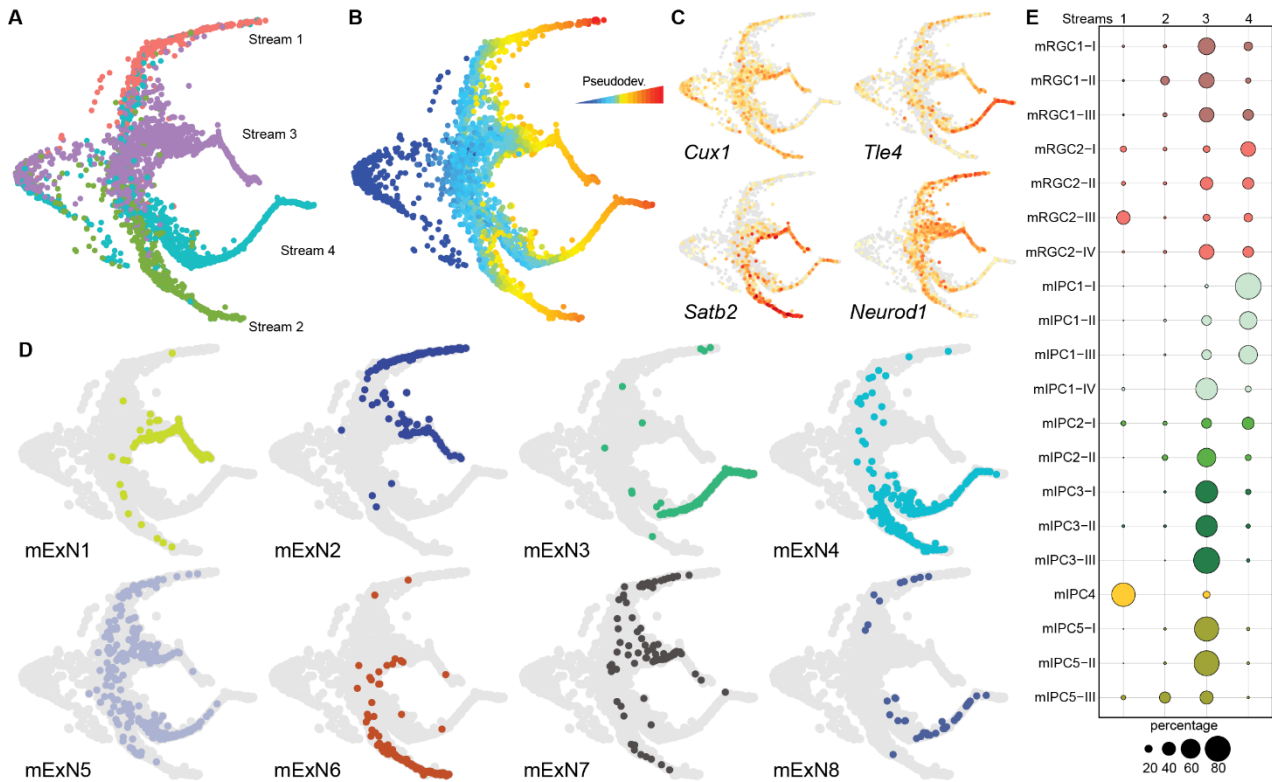 A
Stream 1
Stream 3
Stream 4
Stream 2
B
Pseudodev.
C
Cux1
Tle4
Satb2
Neurod1
D
mExN1
mExN2
mExN3
mExN4
mExN5
mExN6
mExN7
mExN8
E
Streams 1 2 3 4
mRGC1-I
mRGC1-II
mRGC1-III
mRGC2-I
mRGC2-II
mRGC2-III
mRGC2-IV
mIPC1-I
mIPC1-II
mIPC1-III
mIPC1-IV
mIPC2-I
mIPC2-II
mIPC3-I
mIPC3-II
mIPC3-III
mIPC4
mIPC5-I
mIPC5-II
mIPC5-III
percentage
20 40 60 80